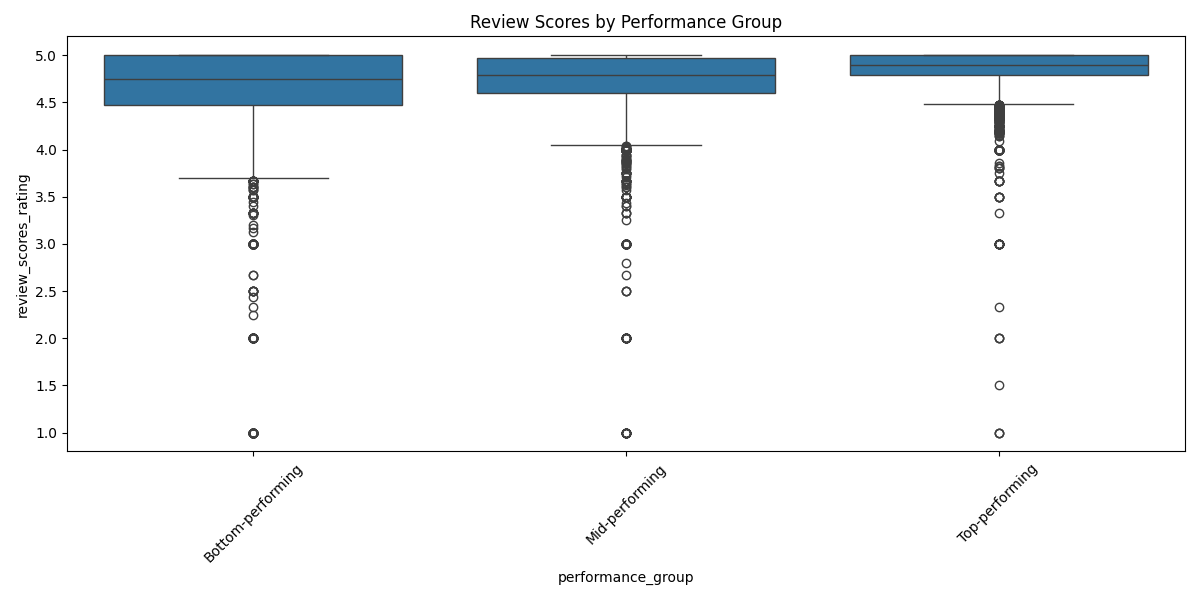 Review Scores by Performance Group
review_scores_rating
5.0
4.5
4.0
3.5
3.0
2.5
2.0
1.5
1.0
Bottom-performing
Mid-performing
Top-performing
performance_group